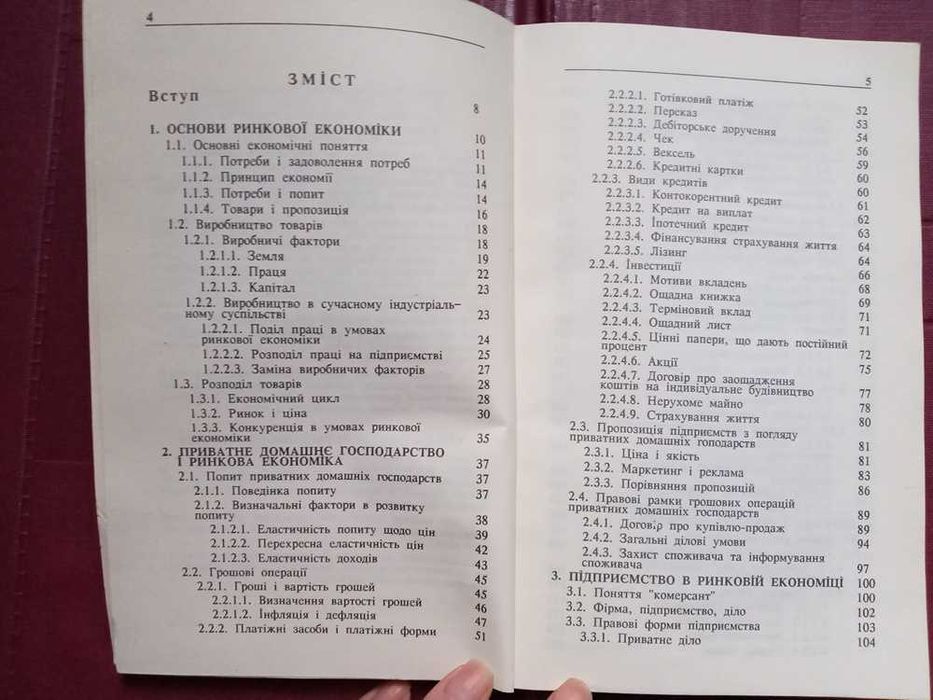 4
ЗМІСТ
Вступ 8
1. ОСНОВИ РИНКОВОЇ ЕКОНОМІКИ 10
1.1. Основні економічні поняття 11
1.1.1. Потреби і задоволення потреб 11
1.1.2. Принцип економії 14
1.1.3. Потреби і попит 14
1.1.4. Товари і пропозиція 16
1.2. Виробництво товарів 18
1.2.1. Виробничі фактори 18
1.2.1.1. Земля 19
1.2.1.2. Праця 22
1.2.1.3. Капітал 23
1.2.2. Виробництво в сучасному індустріаль-
ному суспільстві 23
1.2.2.1. Поділ праці в умовах
ринкової економіки 24
1.2.2.2. Розподіл праці на підприємстві 25
1.2.2.3. Заміна виробничих факторів 27
1.3. Розподіл товарів 28
1.3.1. Економічний цикл 28
1.3.2. Ринок і ціна 30
1.3.3. Конкуренція в умовах ринкової
економіки 35
2. ПРИВАТНЕ ДОМАШНЄ ГОСПОДАРСТВО
І РИНКОВА ЕКОНОМІКА 37
2.1. Попит приватних домашніх господарств 37
2.1.1. Поведінка попиту 37
2.1.2. Визначальні фактори в розвитку
попиту 38
2.1.2.1. Еластичність попиту щодо цін 39
2.1.2.2. Перехресна еластичність цін 42
2.1.2.3. Еластичність доходів 43
2.2. Грошові операції 45
2.2.1. Гроші і вартість грошей 45
2.2.1.1. Визначення вартості грошей 46
2.2.1.2. Інфляція і дефляція 47
2.2.2. Платіжні засоби і платіжні форми 51
5
2.2.2.1. Готівковий платіж 52
2.2.2.2. Переказ 53
2.2.2.3. Дебіторське доручення 54
2.2.2.4. Чек 56
2.2.2.5. Вексель 59
2.2.2.6. Кредитні картки 60
2.2.3. Види кредитів 60
2.2.3.1. Контокорентний кредит 61
2.2.3.2. Кредит на виплат 62
2.2.3.3. Іпотечний кредит 63
2.2.3.4. Фінансування страхування життя 64
2.2.3.5. Лізинг 64
2.2.4. Інвестиції 66
2.2.4.1. Мотиви вкладень 68
2.2.4.2. Ощадна книжка 69
2.2.4.3. Терміновий вклад 71
2.2.4.4. Ощадний лист 71
2.2.4.5. Цінні папери, що дають постійний
процент 72
2.2.4.6. Акції 75
2.2.4.7. Договір про заощадження
коштів на індивідуальне будівництво 77
2.2.4.8. Нерухоме майно 78
2.2.4.9. Страхування життя 80
2.3. Пропозиція підприємств з погляду
приватних домашніх господарств 81
2.3.1. Ціна і якість 81
2.3.2. Маркетинг і реклама 83
2.3.3. Порівняння пропозицій 86
2.4. Правові рамки грошових операцій
приватних домашніх господарств 89
2.4.1. Договір про купівлю-продаж 89
2.4.2. Загальні ділові умови 94
2.4.3. Захист споживача та інформування
споживача 97
3. ПІДПРИЄМСТВО В РИНКОВІЙ ЕКОНОМІЦІ 100
3.1. Поняття "комерсант" 100
3.2. Фірма, підприємство, діло 102
3.3. Правові форми підприємства 103
3.3.1. Приватне діло 104